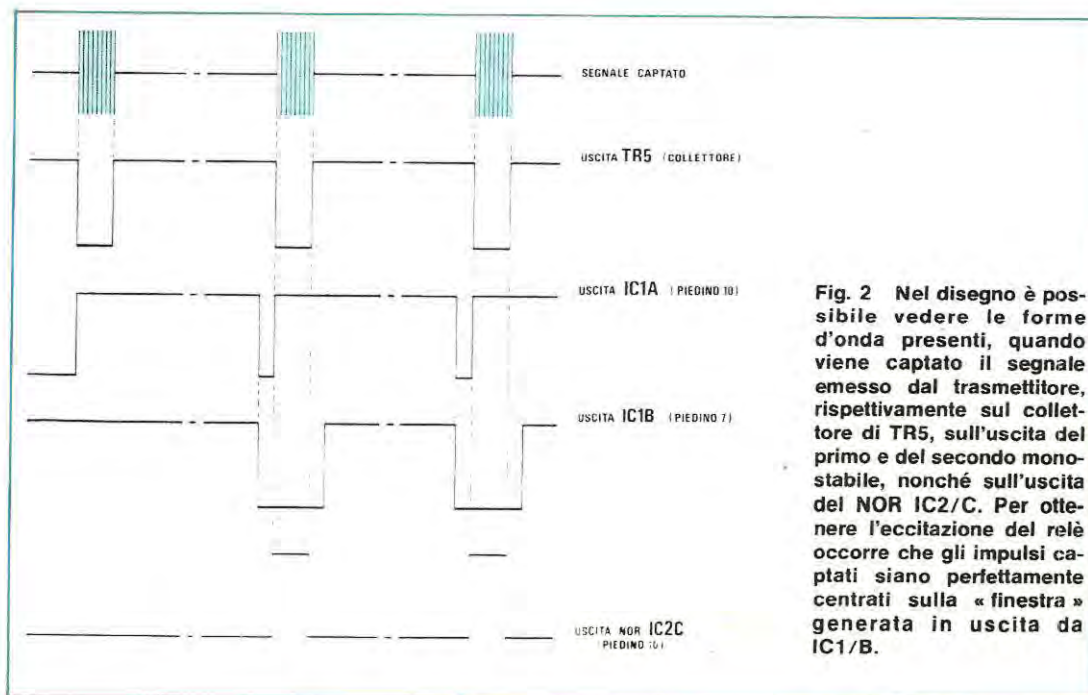 SEGNALE CAPTATO
USCITA TR5 (COLLETTORE)
USCITA IC1A (PIEDINO 10)
USCITA IC1B (PIEDINO 7)
USCITA NOR IC2C
(PIEDINO 10)
Fig. 2 Nel disegno è pos-
sibile vedere le forme
d'onda presenti, quando
viene captato il segnale
emesso dal trasmettitore,
rispettivamente sul collet-
tore di TR5, sull'uscita del
primo e del secondo mono-
stabile, nonché sull'uscita
del NOR IC2/C. Per otte-
nere l'eccitazione del relè
occorre che gli impulsi ca-
ptati siano perfettamente
centrati sulla « finestra »
generata in uscita da
IC1/B.